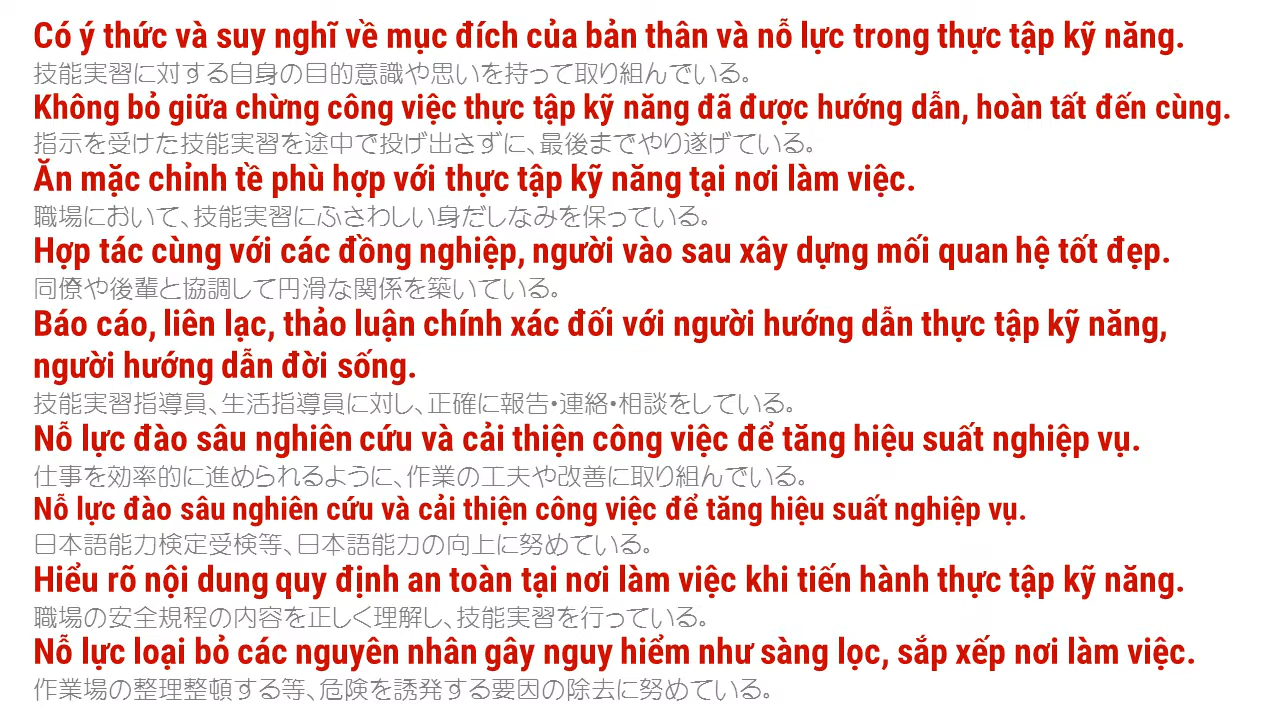 Có ý thức và suy nghĩ về mục đích của bản thân và nỗ lực trong thực tập kỹ năng.
技能実習に対する自身の目的意識や思いを持って取り組んでいる。
Không bỏ giữa chừng công việc thực tập kỹ năng đã được hướng dẫn, hoàn tất đến cùng.
指示を受けた技能実習を途中で投げ出さずに、最後までやり遂げている。
Ăn mặc chỉnh tề phù hợp với thực tập kỹ năng tại nơi làm việc.
職場において、技能実習にふさわしい身だしなみを保っている。
Hợp tác cùng với các đồng nghiệp, người vào sau xây dựng mối quan hệ tốt đẹp.
同僚や後輩と協調して円滑な関係を築いている。
Báo cáo, liên lạc, thảo luận chính xác đối với người hướng dẫn thực tập kỹ năng,
người hướng dẫn đời sống.
技能実習指導員、生活指導員に対し、正確に報告・連絡・相談をしている。
Nỗ lực đào sâu nghiên cứu và cải thiện công việc để tăng hiệu suất nghiệp vụ.
仕事を効率的に進められるように、作業の工夫や改善に取り組んでいる。
Nỗ lực đào sâu nghiên cứu và cải thiện công việc để tăng hiệu suất nghiệp vụ.
日本語能力検定受検等、日本語能力の向上に努めている。
Hiểu rõ nội dung quy định an toàn tại nơi làm việc khi tiến hành thực tập kỹ năng.
職場の安全規程の内容を正しく理解し、技能実習を行っている。
Nỗ lực loại bỏ các nguyên nhân gây nguy hiểm như sàng lọc, sắp xếp nơi làm việc.
作業場の整理整頓する等、危険を誘発する要因の除去に努めている。